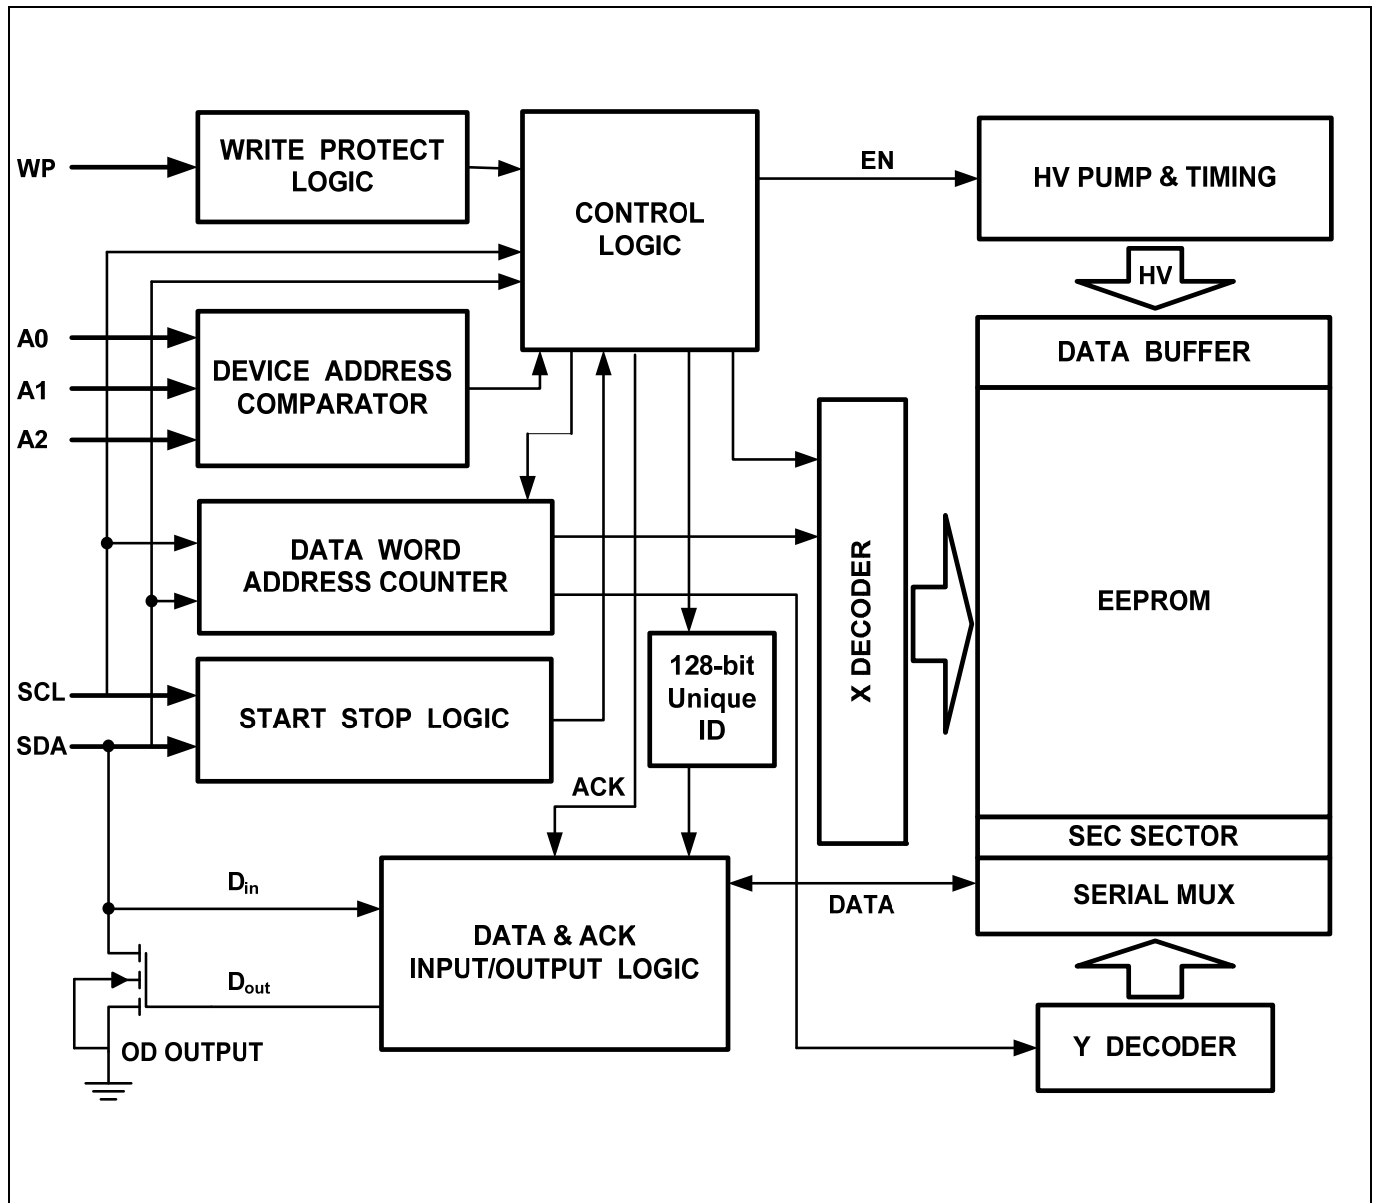 WP
WRITE PROTECT
LOGIC
CONTROL
LOGIC
EN
HV PUMP & TIMING
HV
A0
A1
A2
DEVICE ADDRESS
COMPARATOR
DATA BUFFER
EEPROM
DATA WORD
ADDRESS COUNTER
X DECODER
128-bit
Unique
ID
SCL
SDA
START STOP LOGIC
ACK
SEC SECTOR
SERIAL MUX
DATA
Din
DATA & ACK
INPUT/OUTPUT LOGIC
Dout
OD OUTPUT
Y DECODER